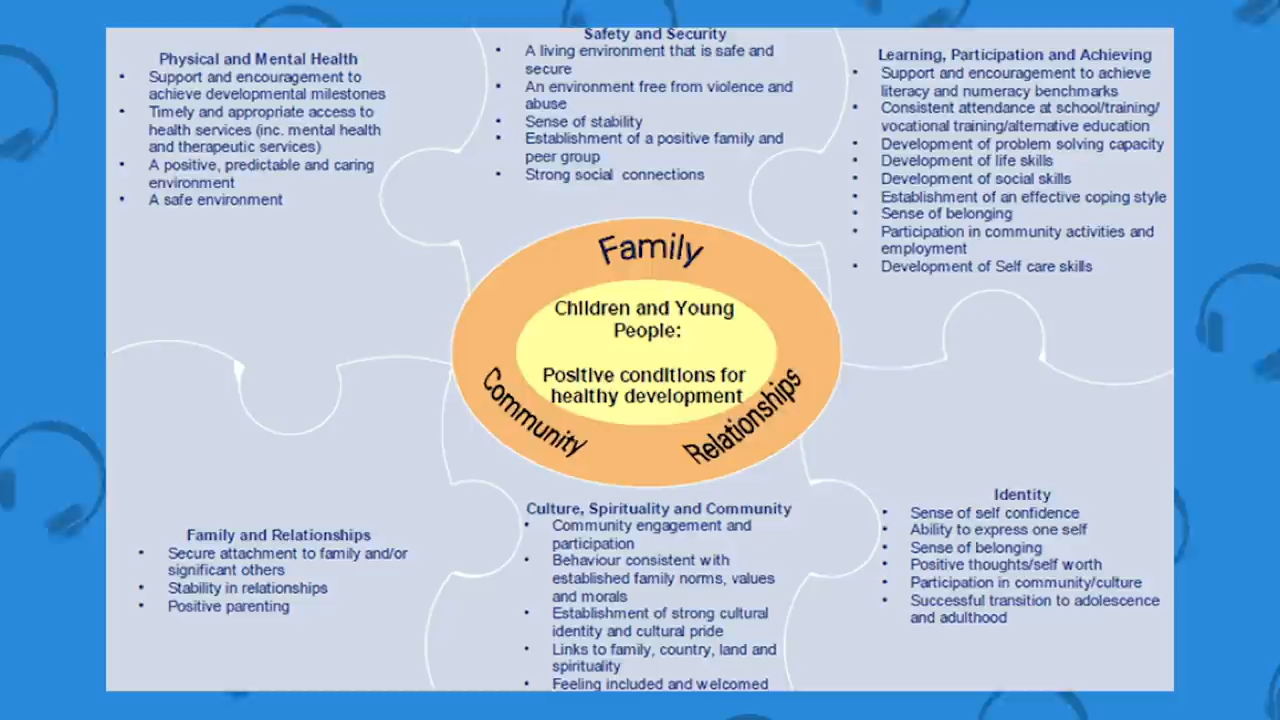 Physical and Mental Health
• Support and encouragement to
achieve developmental milestones
• Timely and appropriate access to
health services (inc. mental health
and therapeutic services)
• A positive, predictable and caring
environment
• A safe environment
Safety and Security
• A living environment that is safe and
secure
• An environment free from violence and
abuse
• Sense of stability
• Establishment of a positive family and
peer group
• Strong social connections
Learning, Participation and Achieving
• Support and encouragement to achieve
literacy and numeracy benchmarks
• Consistent attendance at school/training/
vocational training/alternative education
• Development of problem solving capacity
• Development of life skills
• Development of social skills
• Establishment of an effective coping style
• Sense of belonging
• Participation in community activities and
employment
• Development of Self care skills
Family
Children and Young
People:
Positive conditions for
healthy development
Community
Relationships
Family and Relationships
• Secure attachment to family and/or
significant others
• Stability in relationships
• Positive parenting
Culture, Spirituality and Community
• Community engagement and
participation
• Behaviour consistent with
established family norms, values
and morals
• Establishment of strong cultural
identity and cultural pride
• Links to family, country, land and
spirituality
• Feeling included and welcomed
Identity
• Sense of self confidence
• Ability to express one self
• Sense of belonging
• Positive thoughts/self worth
• Participation in community/culture
• Successful transition to adolescence
and adulthood